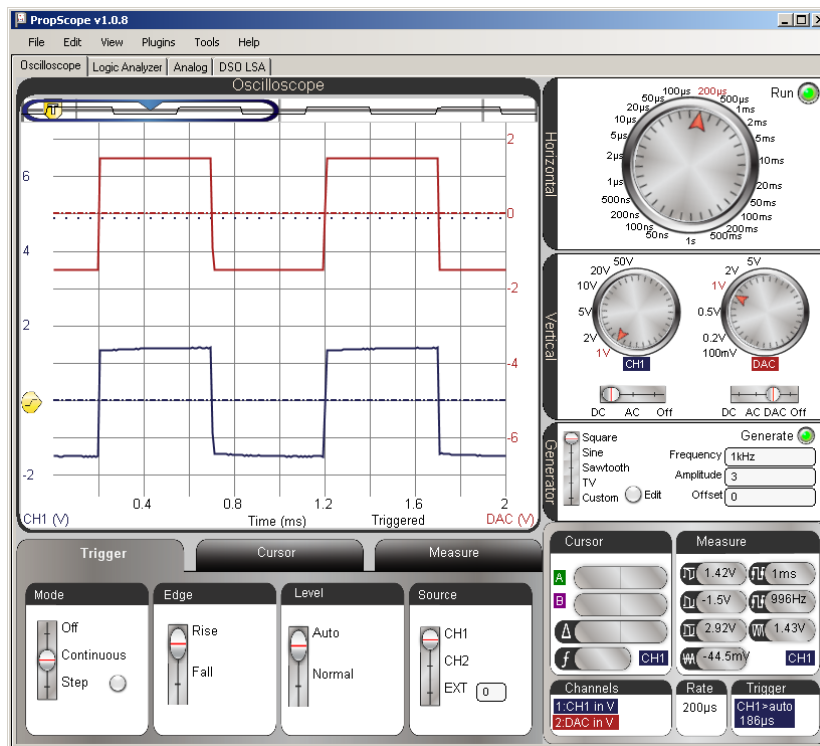 PropScope v1.0.8
File Edit View Plugins Tools Help
Oscilloscope Logic Analyzer Analog DSO LSA
Oscilloscope
T
6
4
2
-2
2
0
-2
-4
-6
0.4 0.8 1.2 1.6 2
CH1 (V) Time (ms) Triggered DAC (V)
Horizontal
Run
50ns
100ns
200ns
500ns
1µs
2µs
5µs
10µs
20µs
50µs
100µs
200µs
500µs
1ms
2ms
5ms
10ms
20ms
50ms
100ms
200ms
500ms
1s
Vertical
50V
20V
10V
5V
2V
1V
CH1
DC AC Off
5V
2V
1V
0.5V
0.2V
100mV
DAC
DC AC DAC Off
Generator
Square
Sine
Sawtooth
TV
Custom
Edit
Generate
Frequency 1kHz
Amplitude 3
Offset 0
Trigger Cursor Measure
Mode
Off
Continuous
Step
Edge
Rise
Fall
Level
Auto
Normal
Source
CH1
CH2
EXT 0
Cursor
A
B
Δ
f
CH1
Measure
1.42V 1ms
-1.5V 996Hz
2.92V 1.43V
-44.5mV CH1
Channels
1:CH1 in V
2:DAC in V
Rate
200µs
Trigger
CH1>auto
186µs